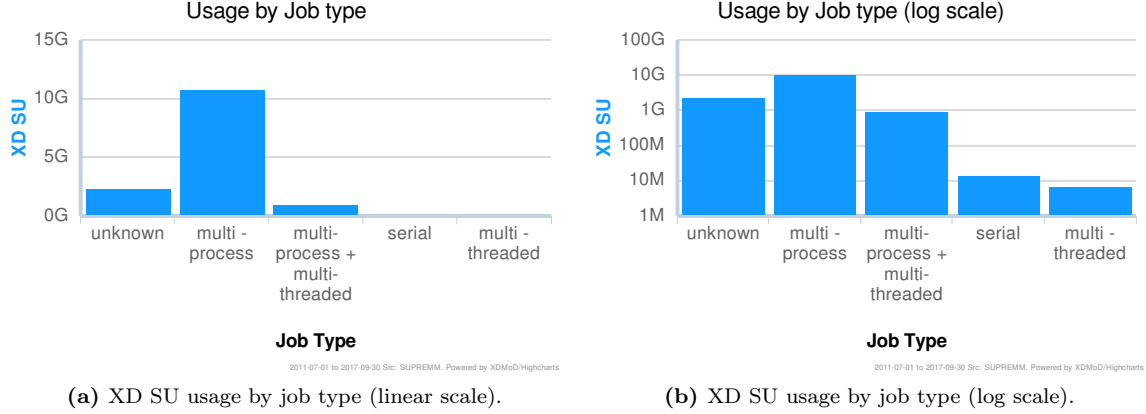 Usage by Job type
15G
10G
5G
0G
XD SU
unknown
multi -
process
multi-
process +
multi-
threaded
serial
multi -
threaded
Job Type
2011-07-01 to 2017-09-30 Src: SUPREMM. Powered by XDMoD/Highcharts
(a) XD SU usage by job type (linear scale).
Usage by Job type (log scale)
100G
10G
1G
100M
10M
1M
XD SU
unknown
multi -
process
multi-
process +
multi-
threaded
serial
multi -
threaded
Job Type
2011-07-01 to 2017-09-30 Src: SUPREMM. Powered by XDMoD/Highcharts
(b) XD SU usage by job type (log scale).